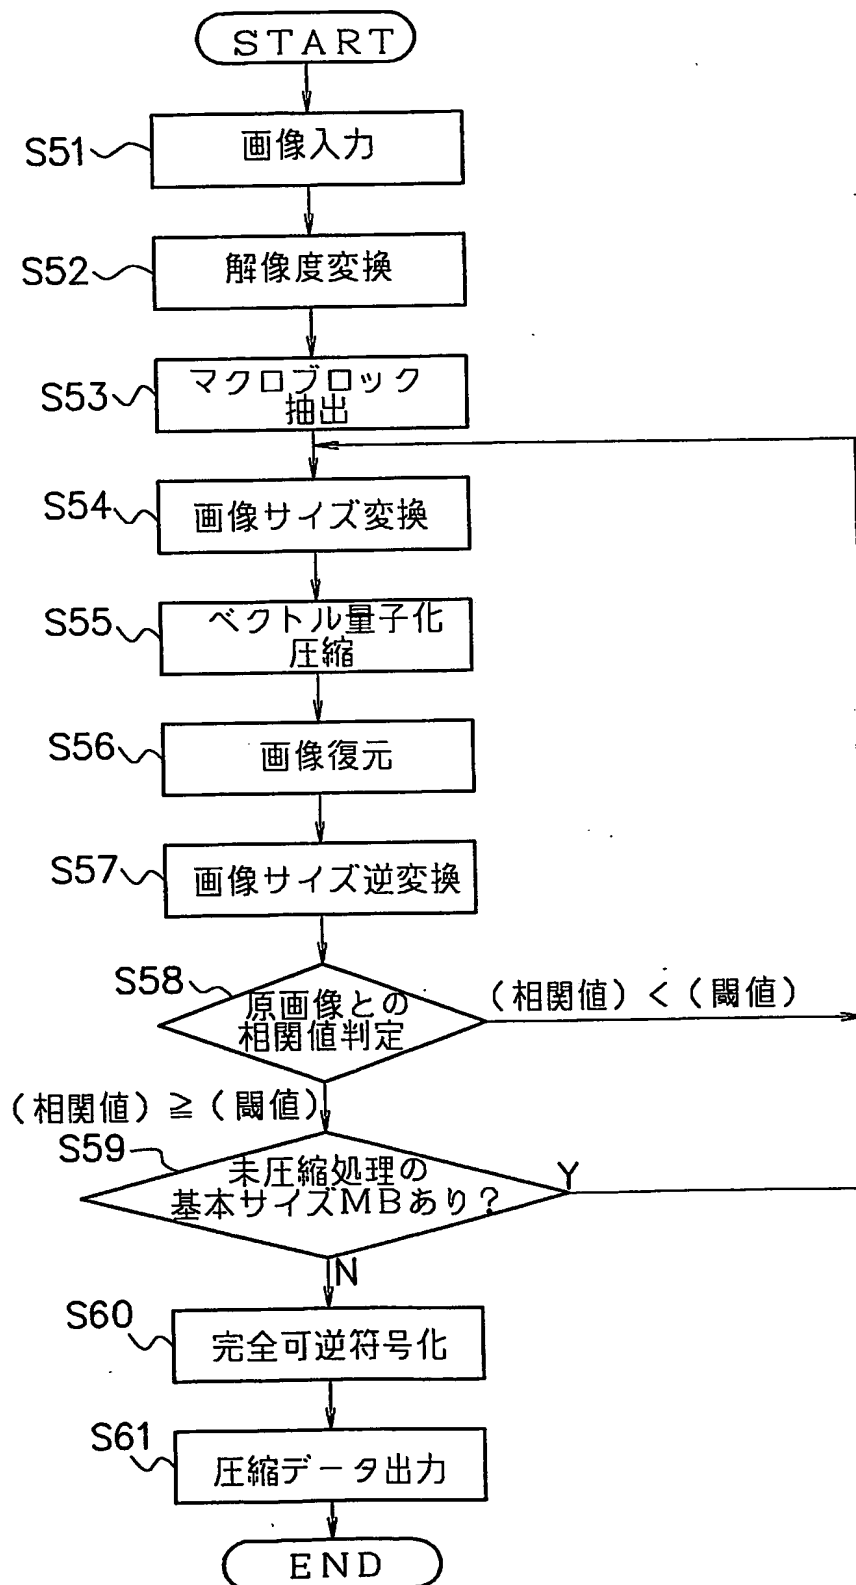 START
S51
画像入力
S52
解像度変換
S53
マクロブロック
抽出
S54
画像サイズ変換
S55
ベクトル量子化
圧縮
S56
画像復元
S57
画像サイズ逆変換
S58
原画像との
相関値判定
(相関値)<(閾値)
(相関値)≧(閾値)
S59
未圧縮処理の
基本サイズMBあり?
Y
N
S60
完全可逆符号化
S61
圧縮データ出力
END